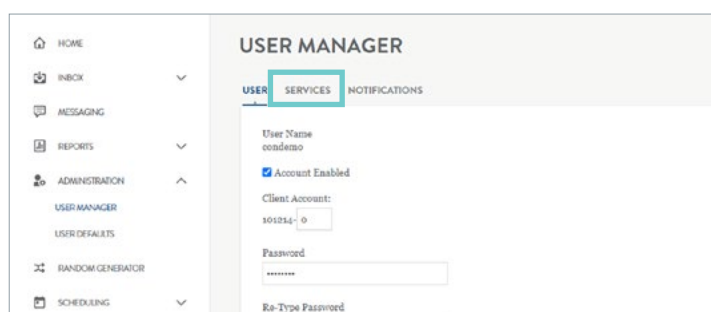 HOME
INBOX
MESSAGING
REPORTS
ADMINISTRATION
USER MANAGER
USER DEFAULTS
RANDOM GENERATOR
SCHEDULING
USER MANAGER
USER SERVICES NOTIFICATIONS
User Name
condemo
Account Enabled
Client Account:
101214- 0
Password
••••••••
Re-Type Password